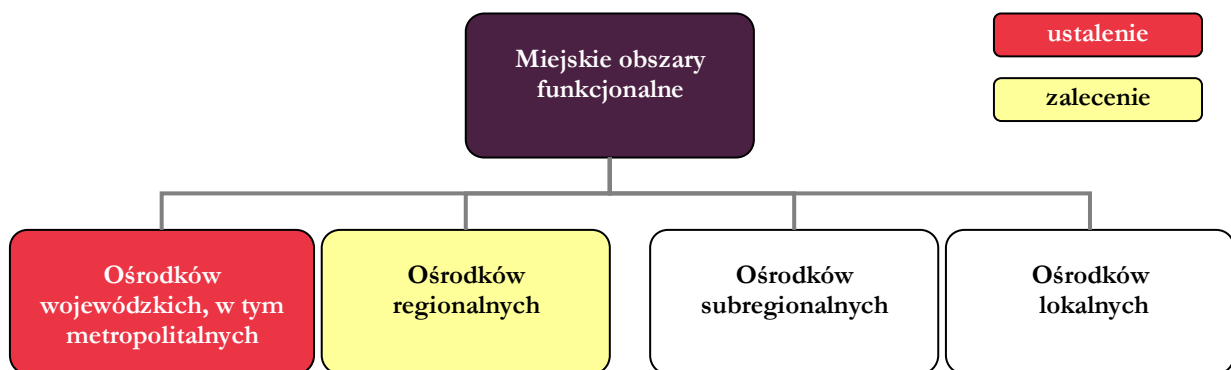 Miejskie obszary
funkcjonalne
ustalenie
zalecenie
Ośrodków
wojewódzkich, w tym
metropolitalnych
Ośrodków
regionalnych
Ośrodków
subregionalnych
Ośrodków
lokalnych